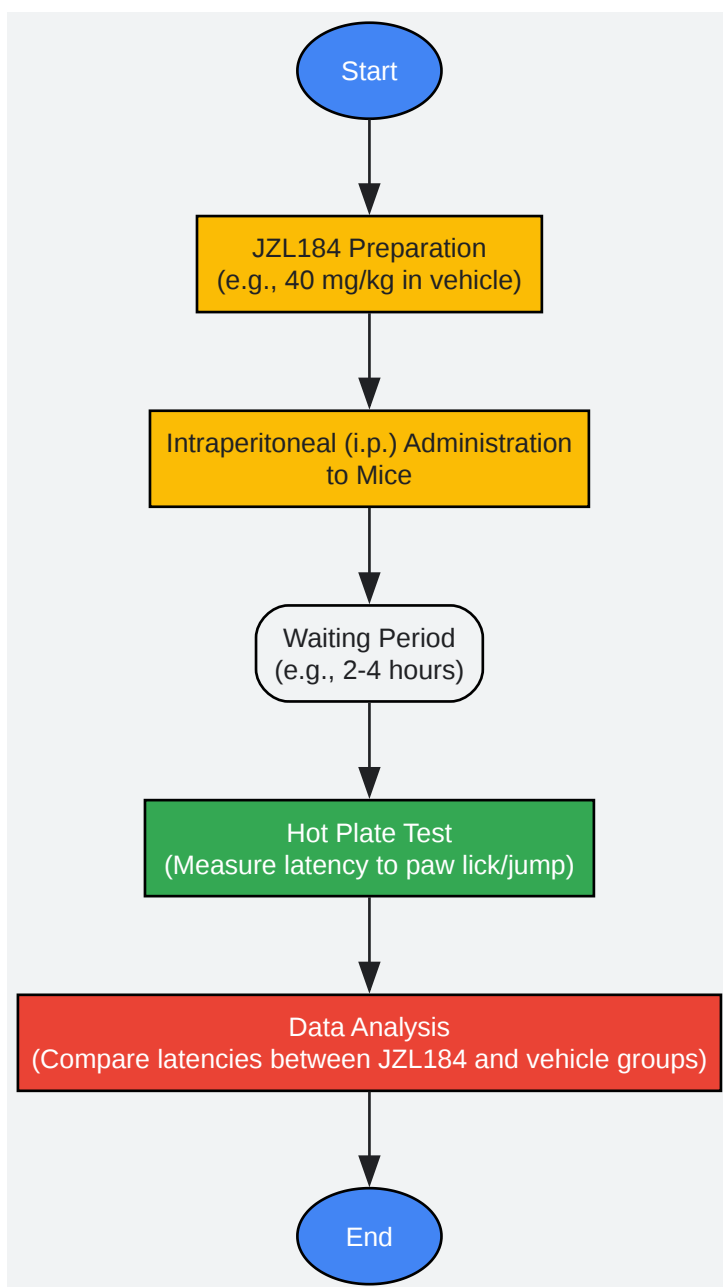 Start
JZL184 Preparation
(e.g., 40 mg/kg in vehicle)
Intraperitoneal (i.p.) Administration
to Mice
Waiting Period
(e.g., 2-4 hours)
Hot Plate Test
(Measure latency to paw lick/jump)
Data Analysis
(Compare latencies between JZL184 and vehicle groups)
End